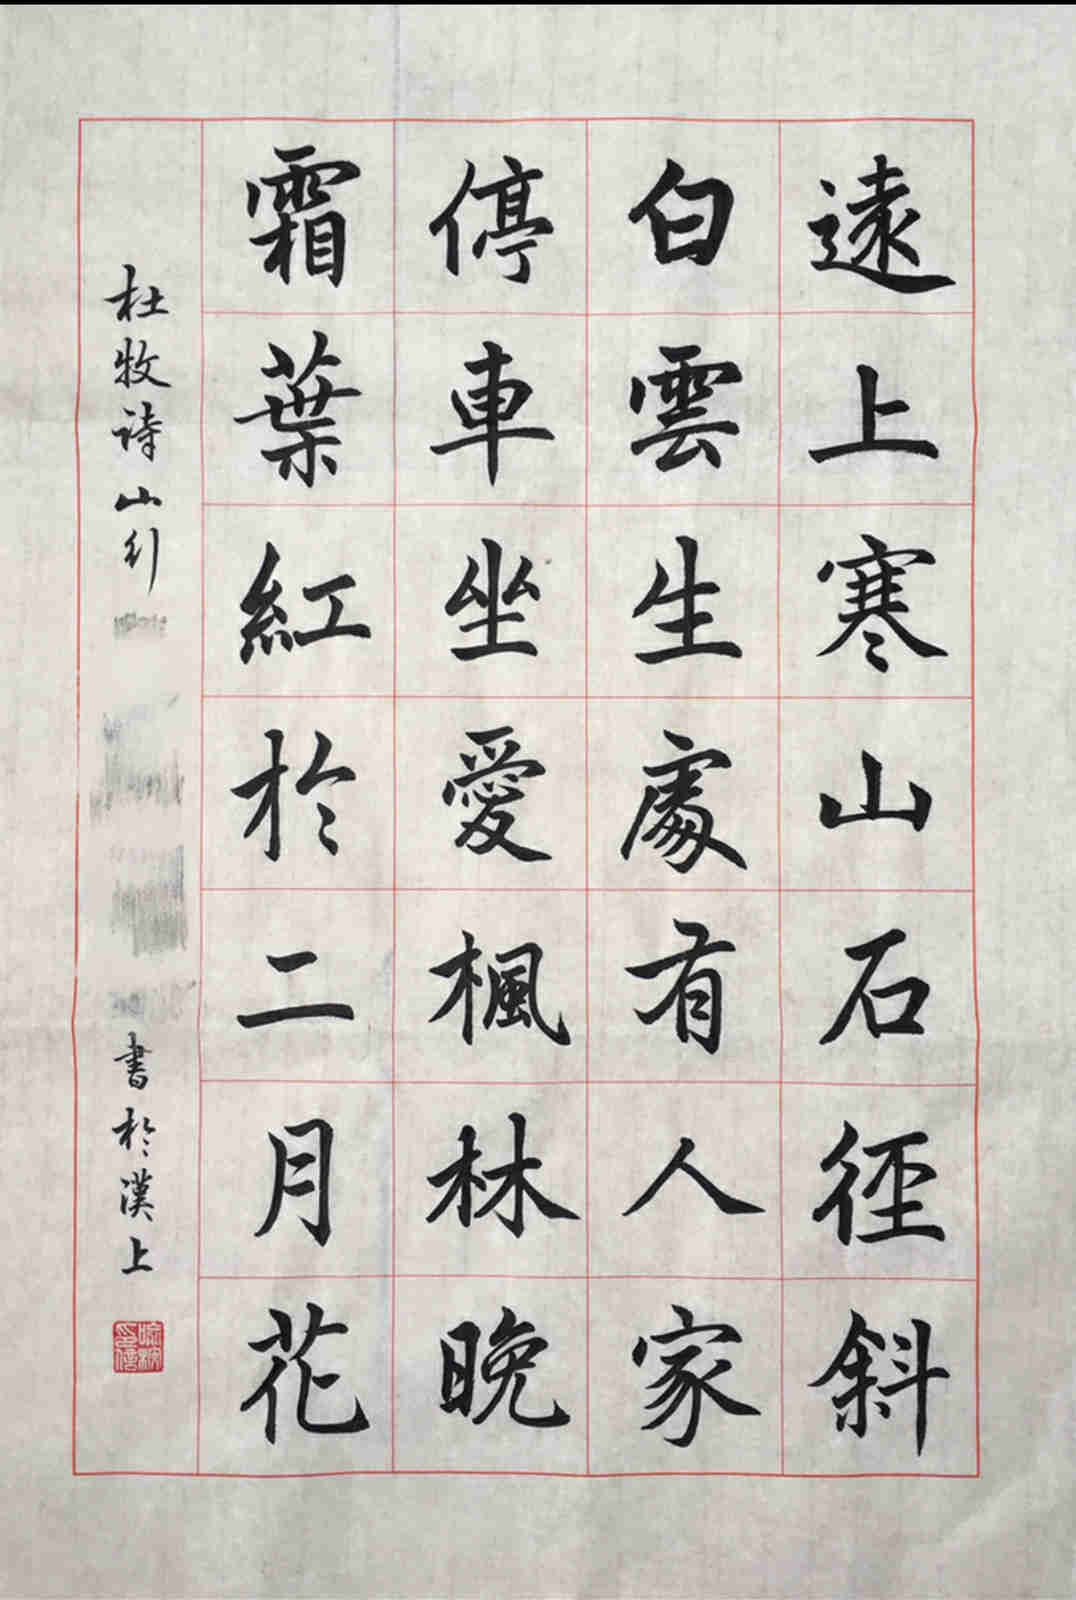 遠上寒山石徑斜
白雲生處有人家
停車坐愛楓林晚
霜葉紅於二月花
杜牧詩山行
書於漢上